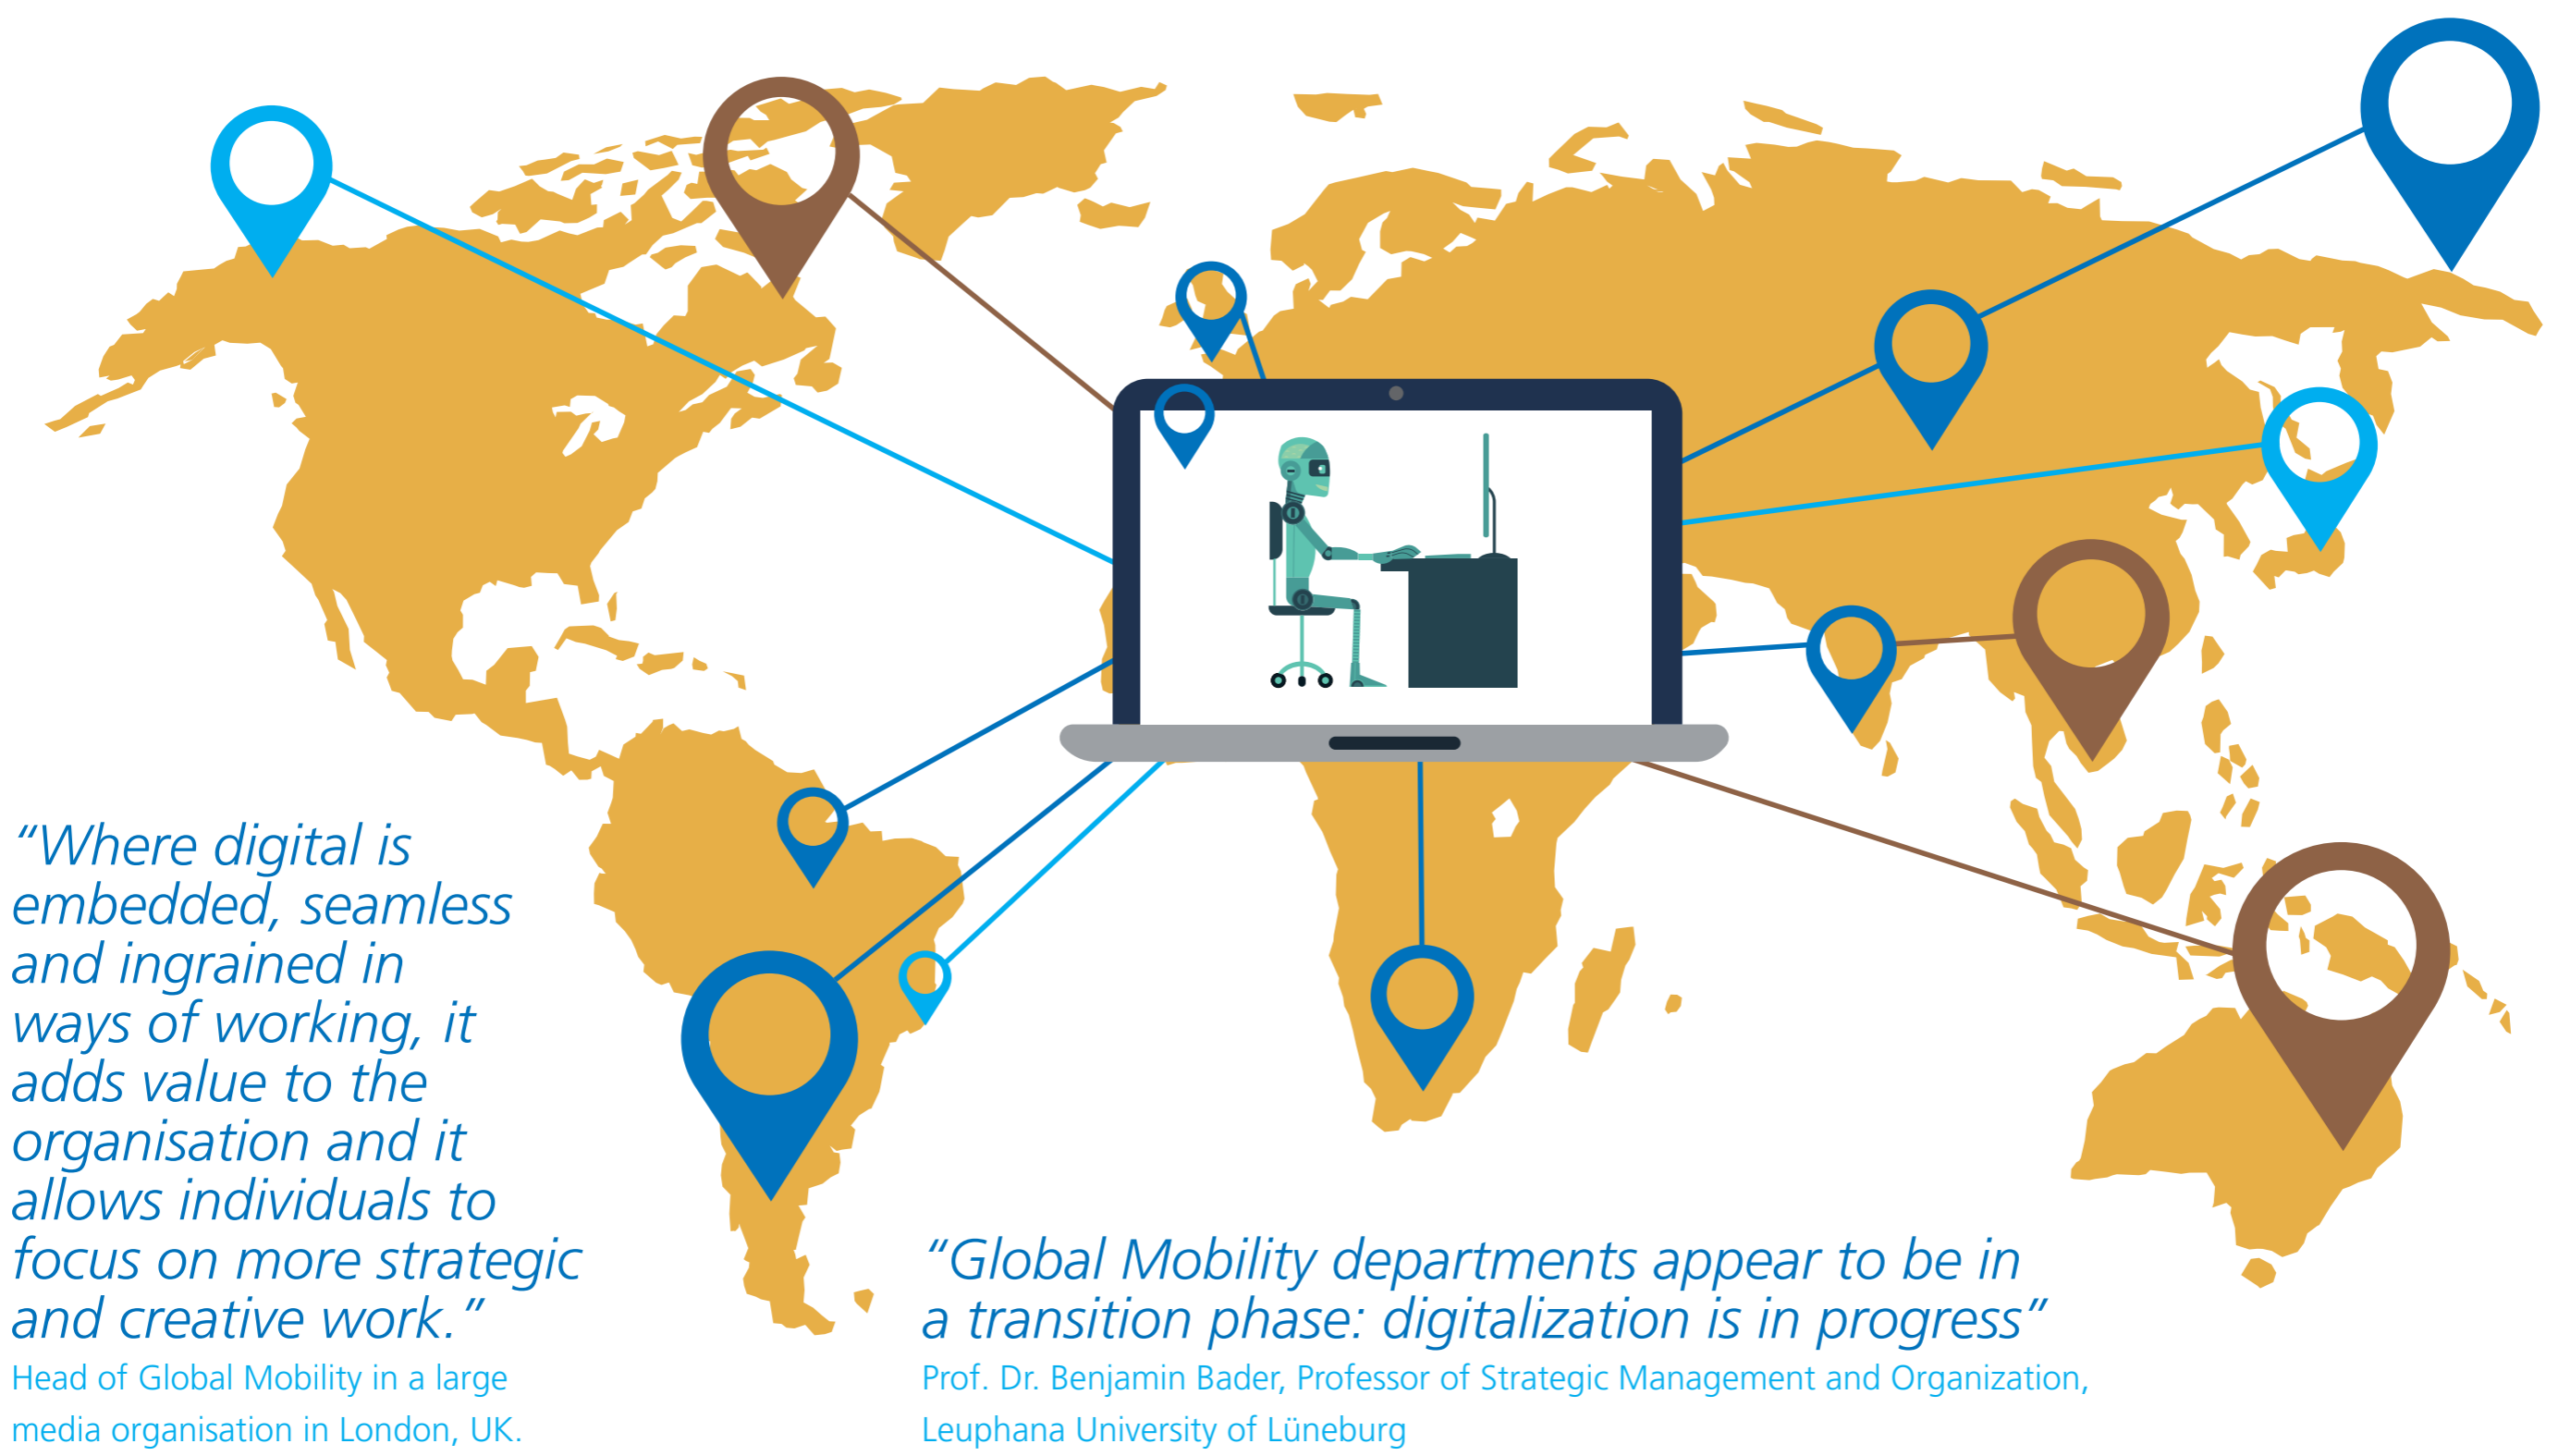 “Where digital is
embedded, seamless
and ingrained in
ways of working, it
adds value to the
organisation and it
allows individuals to
focus on more strategic
and creative work.”
Head of Global Mobility in a large
media organisation in London, UK.
“Global Mobility departments appear to be in
a transition phase: digitalization is in progress”
Prof. Dr. Benjamin Bader, Professor of Strategic Management and Organization,
Leuphana University of Lüneburg